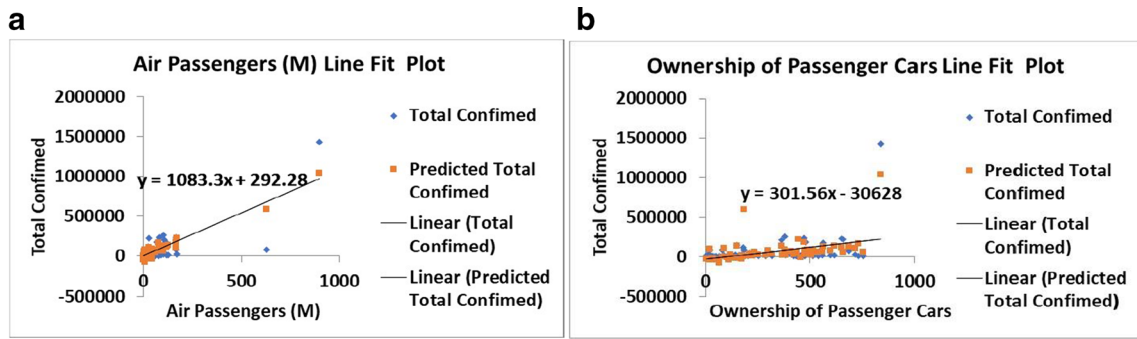 a
Air Passengers (M) Line Fit Plot
2000000
1500000
1000000
500000
0
-500000
Total Confimed
y = 1083.3x + 292.28
0
500
1000
Air Passengers (M)
Total Confimed
Predicted Total
Confimed
Linear (Total
Confimed)
Linear (Predicted
Total Confimed)
b
Ownership of Passenger Cars Line Fit Plot
2000000
1500000
1000000
500000
0
-500000
Total Confimed
y = 301.56x - 30628
0
500
1000
Ownership of Passenger Cars
Total Confimed
Predicted Total
Confimed
Linear (Total
Confimed)
Linear (Predicted
Total Confimed)